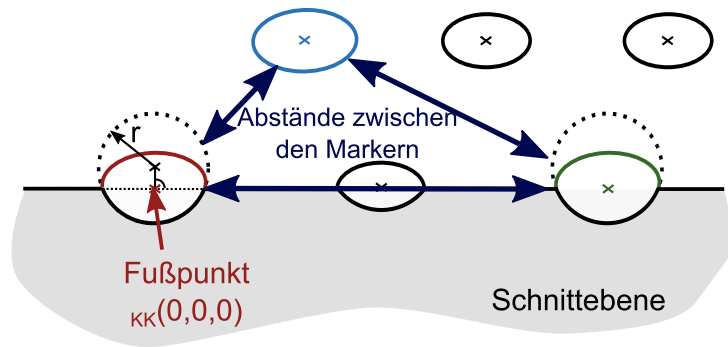 r
Abstände zwischen
den Markern
Fußpunkt
KK(0,0,0)
Schnittebene